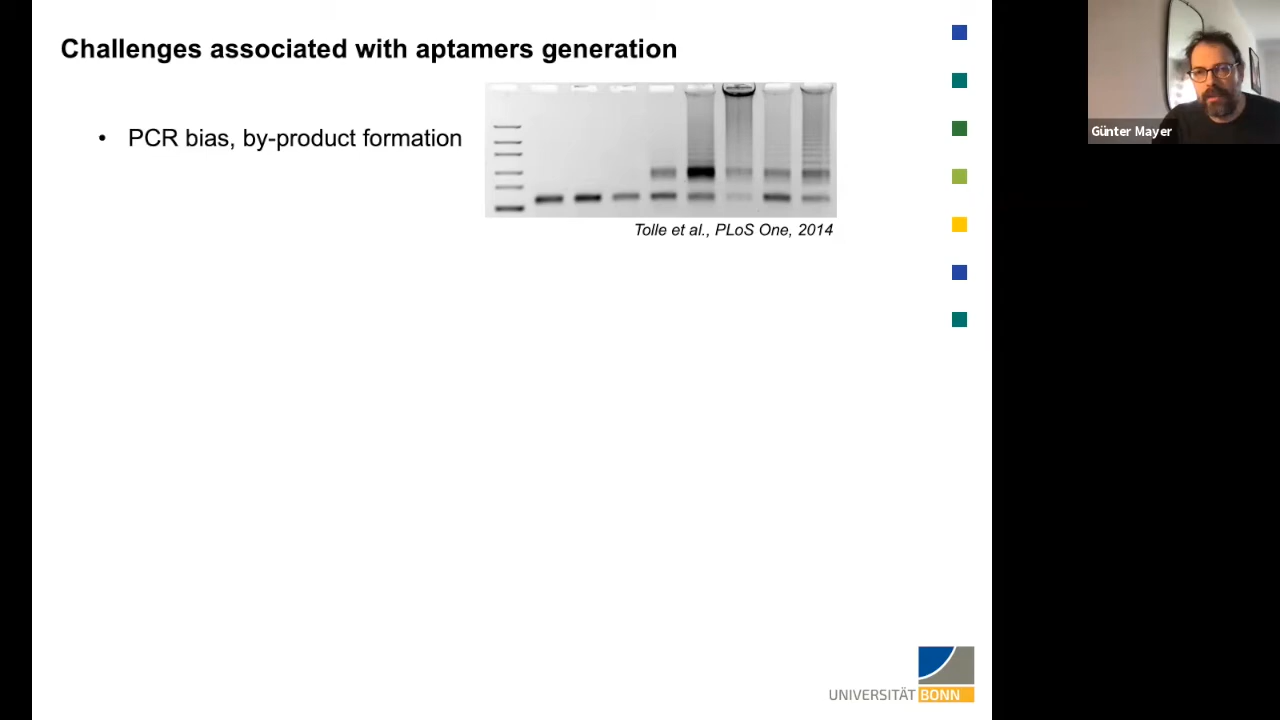 Challenges associated with aptamers generation
• PCR bias, by-product formation
Tolle et al., PLoS One, 2014
Günter Mayer
UNIVERSITÄT BONN